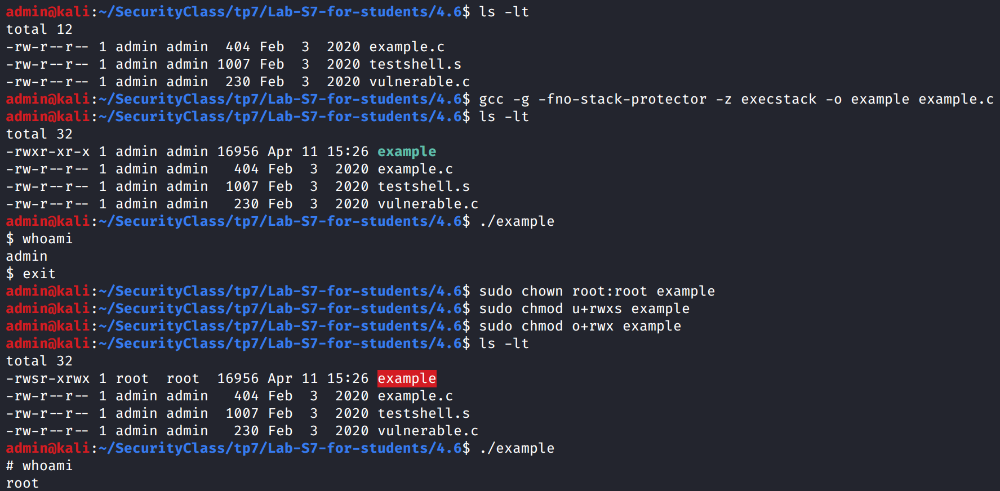 admin@kali:~/SecurityClass/tp7/Lab-S7-for-students/4.6$ ls -lt
total 12
-rw-r--r-- 1 admin admin  404 Feb  3  2020 example.c
-rw-r--r-- 1 admin admin 1007 Feb  3  2020 testshell.s
-rw-r--r-- 1 admin admin  230 Feb  3  2020 vulnerable.c
admin@kali:~/SecurityClass/tp7/Lab-S7-for-students/4.6$ gcc -g -fno-stack-protector -z execstack -o example example.c
admin@kali:~/SecurityClass/tp7/Lab-S7-for-students/4.6$ ls -lt
total 32
-rwxr-xr-x 1 admin admin 16956 Apr 11 15:26 example
-rw-r--r-- 1 admin admin   404 Feb  3  2020 example.c
-rw-r--r-- 1 admin admin  1007 Feb  3  2020 testshell.s
-rw-r--r-- 1 admin admin   230 Feb  3  2020 vulnerable.c
admin@kali:~/SecurityClass/tp7/Lab-S7-for-students/4.6$ ./example
$ whoami
admin
$ exit
admin@kali:~/SecurityClass/tp7/Lab-S7-for-students/4.6$ sudo chown root:root example
admin@kali:~/SecurityClass/tp7/Lab-S7-for-students/4.6$ sudo chmod u+rwxs example
admin@kali:~/SecurityClass/tp7/Lab-S7-for-students/4.6$ sudo chmod o+rwx example
admin@kali:~/SecurityClass/tp7/Lab-S7-for-students/4.6$ ls -lt
total 32
-rwsr-xrwx 1 root  root  16956 Apr 11 15:26 example
-rw-r--r-- 1 admin admin   404 Feb  3  2020 example.c
-rw-r--r-- 1 admin admin  1007 Feb  3  2020 testshell.s
-rw-r--r-- 1 admin admin   230 Feb  3  2020 vulnerable.c
admin@kali:~/SecurityClass/tp7/Lab-S7-for-students/4.6$ ./example
# whoami
root